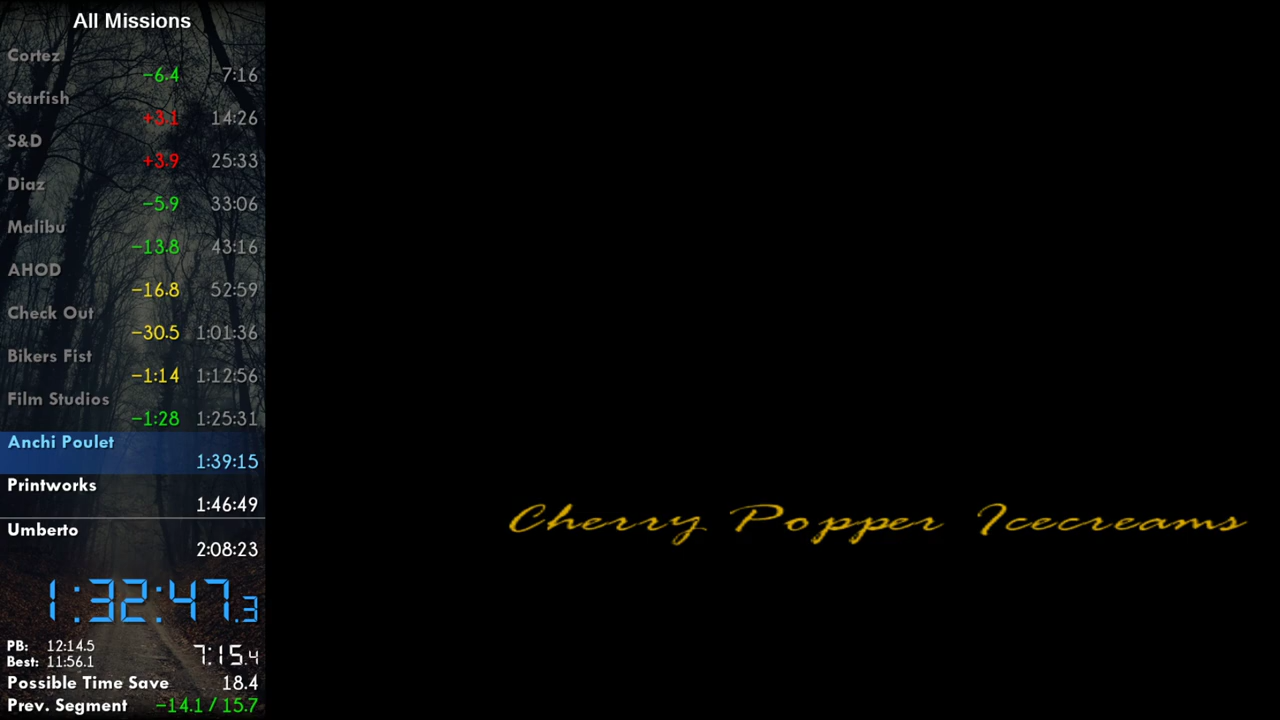 All Missions
Cortez
-6.4 7:16
Starfish
+3.1 14:26
S&D
+3.9 25:33
Diaz
-5.9 33:06
Malibu
-13.8 43:16
AHOD
-16.8 52:59
Check Out
-30.5 1:01:36
Bikers Fist
-1:14 1:12:56
Film Studios
-1:28 1:25:31
Anchi Poulet
1:39:15
Printworks
1:46:49
Umberto
2:08:23
1:32:47.3
PB: 12:14.5
Best: 11:56.1
7:15.4
Possible Time Save 18.4
Prev. Segment -14.1 / 15.7
Cherry Popper Icecreams